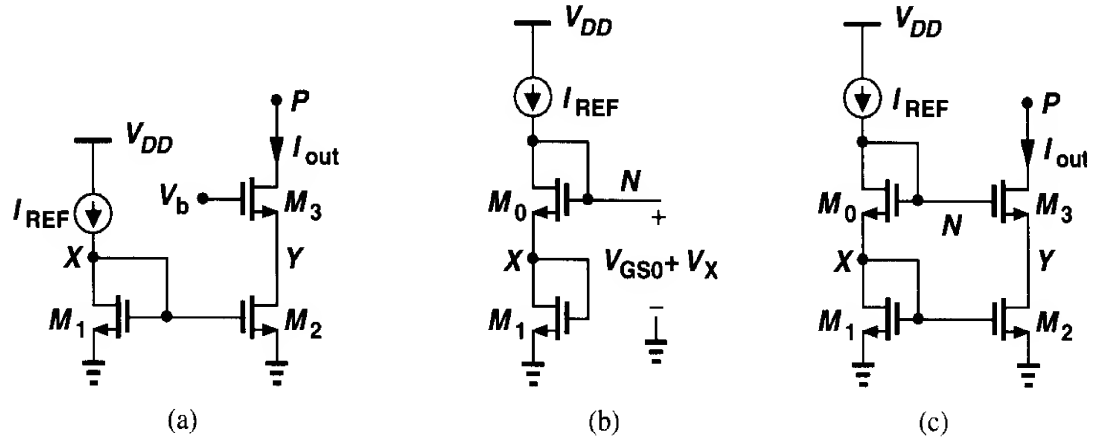 V_DD
I_REF
X
M_1
V_b
P
I_out
M_3
Y
M_2
(a)
V_DD
I_REF
M_0
N
+
X
V_GS0 + V_X
–
M_1
(b)
V_DD
I_REF
P
I_out
M_0
N
M_3
X
Y
M_1
M_2
(c)